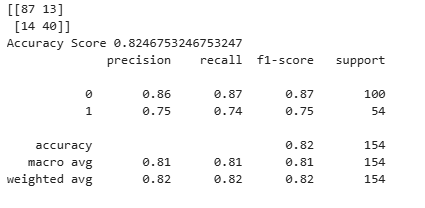 [[87 13]
[14 40]]
Accuracy Score 0.8246753246753247
precision recall f1-score support
0 0.86 0.87 0.87 100
1 0.75 0.74 0.75 54
accuracy 0.82 154
macro avg 0.81 0.81 0.81 154
weighted avg 0.82 0.82 0.82 154